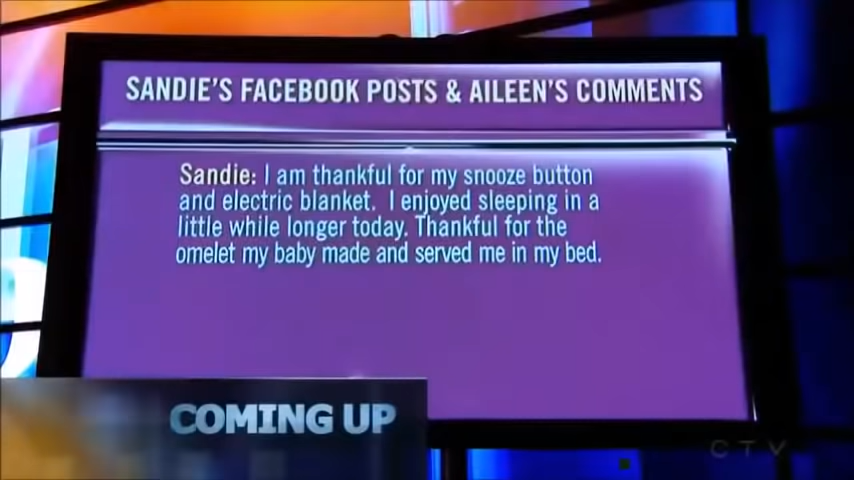 SANDIE'S FACEBOOK POSTS & AILEEN'S COMMENTS
Sandie: I am thankful for my snooze button
and electric blanket. I enjoyed sleeping in a
little while longer today. Thankful for the
omelet my baby made and served me in my bed.
COMING UP
CTV